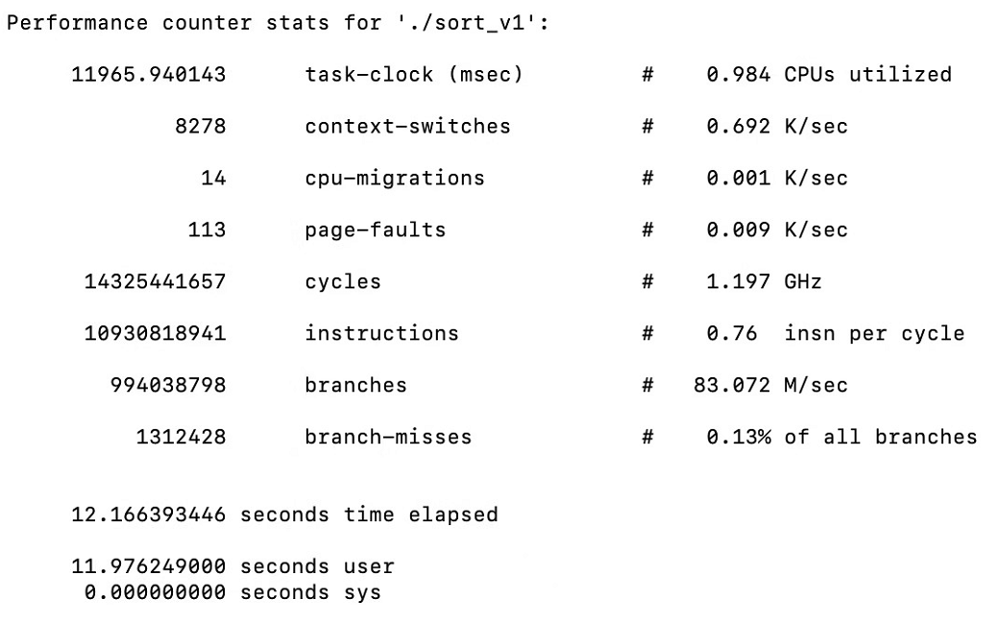 Performance counter stats for './sort_v1':
11965.940143 task-clock (msec) # 0.984 CPUs utilized
8278 context-switches # 0.692 K/sec
14 cpu-migrations # 0.001 K/sec
113 page-faults # 0.009 K/sec
14325441657 cycles # 1.197 GHz
10930818941 instructions # 0.76 insn per cycle
994038798 branches # 83.072 M/sec
1312428 branch-misses # 0.13% of all branches
12.166393446 seconds time elapsed
11.976249000 seconds user
0.000000000 seconds sys